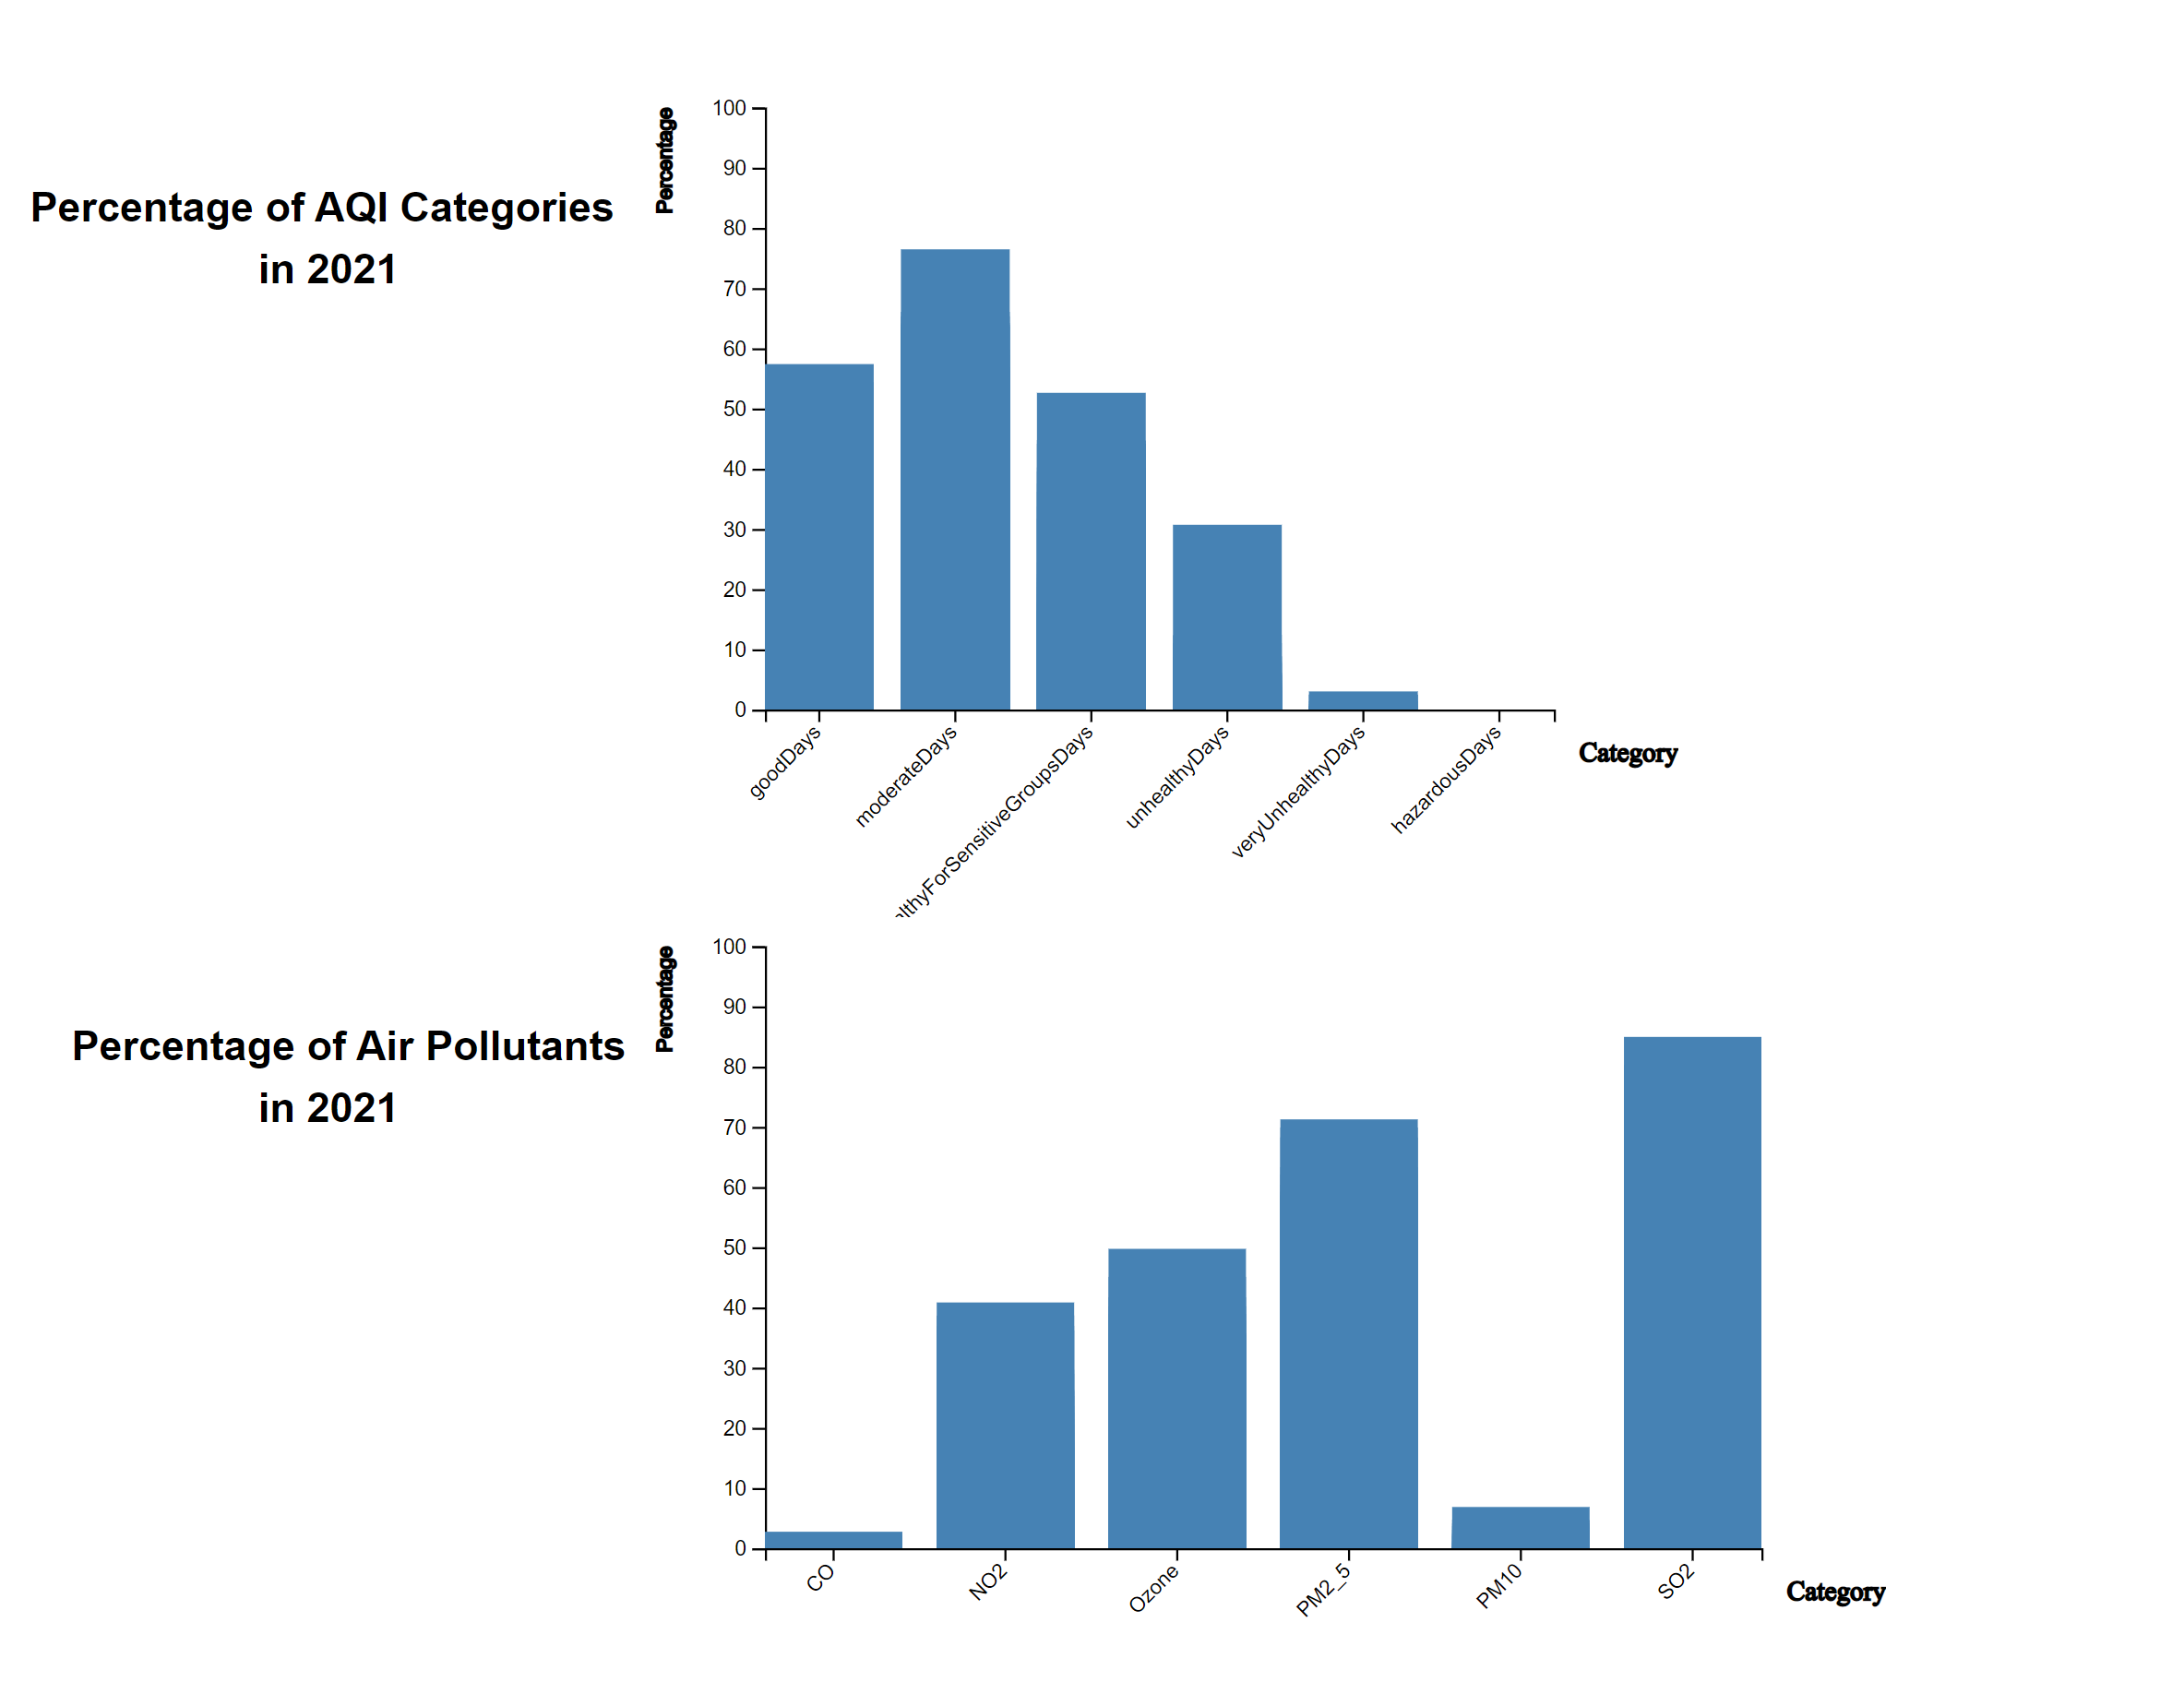 Percentage of AQI Categories
in 2021
Percentage
100
90
80
70
60
50
40
30
20
10
0
goodDays
moderateDays
althyForSensitiveGroupsDays
unhealthyDays
veryUnhealthyDays
hazardousDays
Category
Percentage of Air Pollutants
in 2021
Percentage
100
90
80
70
60
50
40
30
20
10
0
CO
NO2
Ozone
PM2_5
PM10
SO2
Category